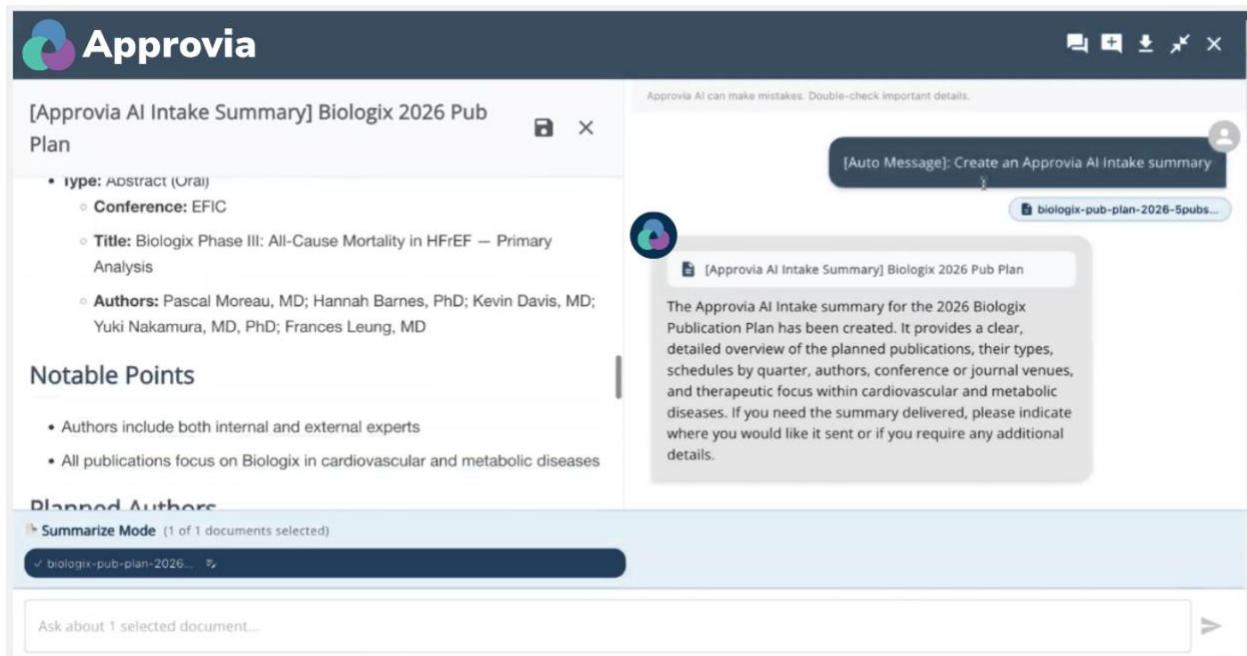 Approvia
[Approvia AI Intake Summary] Biologix 2026 Pub
Plan
• Type: Abstract (Oral)
◦ Conference: EFIC
◦ Title: Biologix Phase III: All-Cause Mortality in HFrEF — Primary
Analysis
◦ Authors: Pascal Moreau, MD; Hannah Barnes, PhD; Kevin Davis, MD;
Yuki Nakamura, MD, PhD; Frances Leung, MD
Notable Points
• Authors include both internal and external experts
• All publications focus on Biologix in cardiovascular and metabolic diseases
Planned Authors
Approvia AI can make mistakes. Double-check important details.
[Auto Message]: Create an Approvia AI Intake summary
biologix-pub-plan-2026-5pubs...
[Approvia AI Intake Summary] Biologix 2026 Pub Plan
The Approvia AI Intake summary for the 2026 Biologix
Publication Plan has been created. It provides a clear,
detailed overview of the planned publications, their types,
schedules by quarter, authors, conference or journal venues,
and therapeutic focus within cardiovascular and metabolic
diseases. If you need the summary delivered, please indicate
where you would like it sent or if you require any additional
details.
Summarize Mode (1 of 1 documents selected)
✓ biologix-pub-plan-2026...
Ask about 1 selected document...